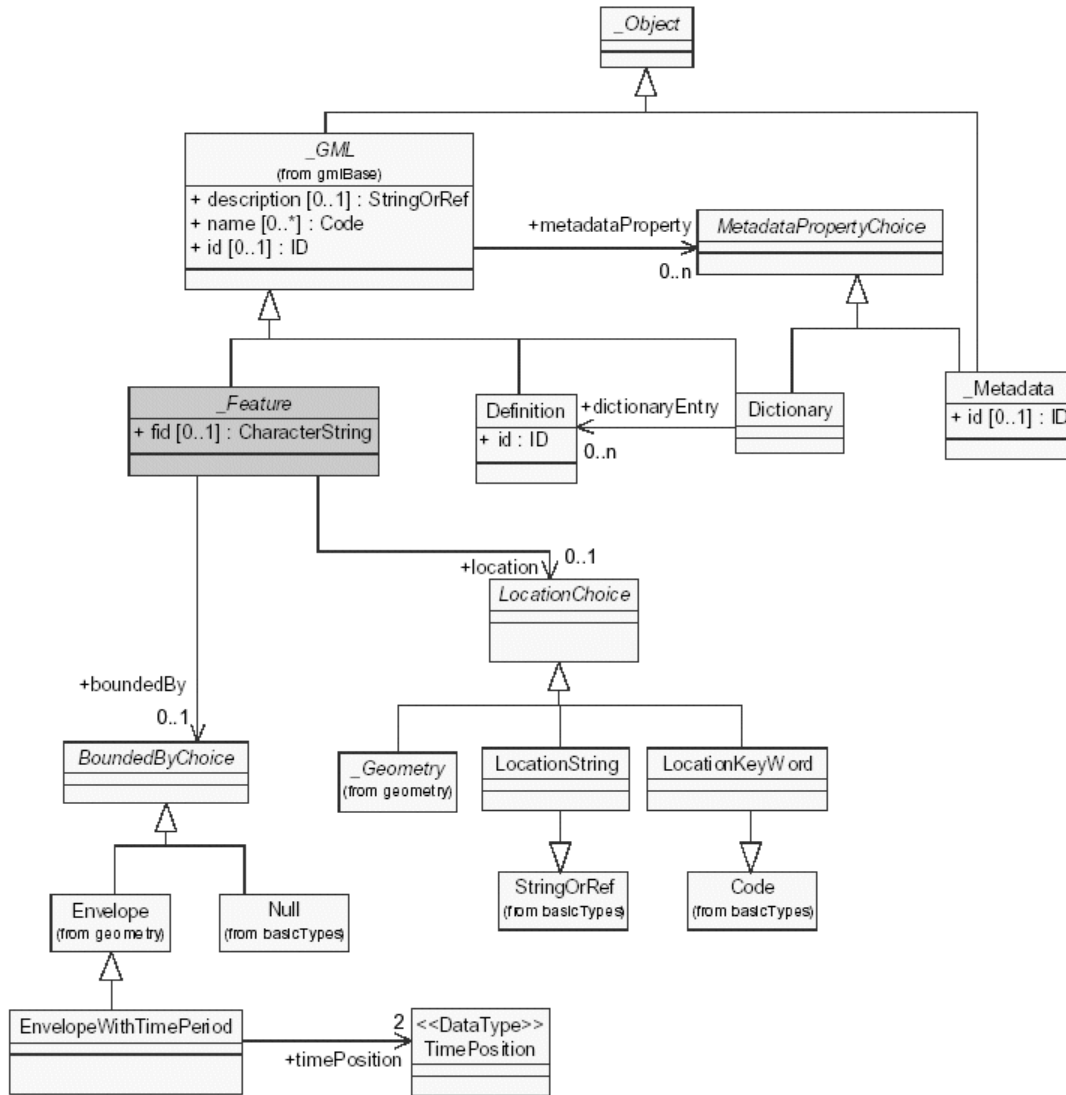 _Object
_GML
(from gmlBase)
+ description [0..1] : StringOrRef
+ name [0..*] : Code
+ id [0..1] : ID
+metadataProperty
0..n
MetadataPropertyChoice
_Feature
+ fid [0..1] : CharacterString
Definition
+ id : ID
+dictionaryEntry
0..n
Dictionary
_Metadata
+ id [0..1] : ID
+location
0..1
LocationChoice
+boundedBy
0..1
BoundedByChoice
_Geometry
(from geometry)
LocationString
LocationKeyWord
StringOrRef
(from basicTypes)
Code
(from basicTypes)
Envelope
(from geometry)
Null
(from basicTypes)
EnvelopeWithTimePeriod
2
+timePosition
<<DataType>>
TimePosition